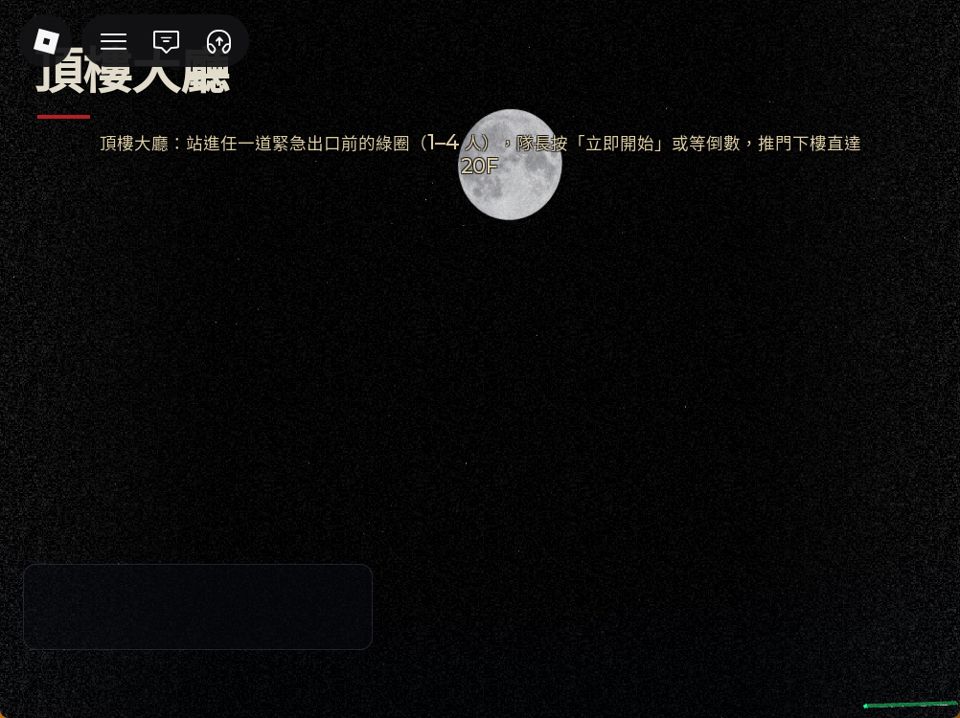 頂樓大廳
頂樓大廳：站進任一道緊急出口前的綠圈（1–4 人），隊長按「立即開始」或等倒數，推門下樓直達
20F